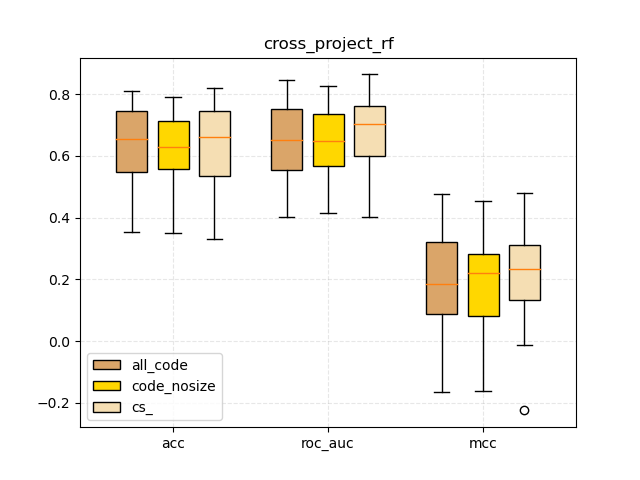 cross_project_rf
0.8
0.6
0.4
0.2
0.0
−0.2
all_code
code_nosize
cs_
acc
roc_auc
mcc